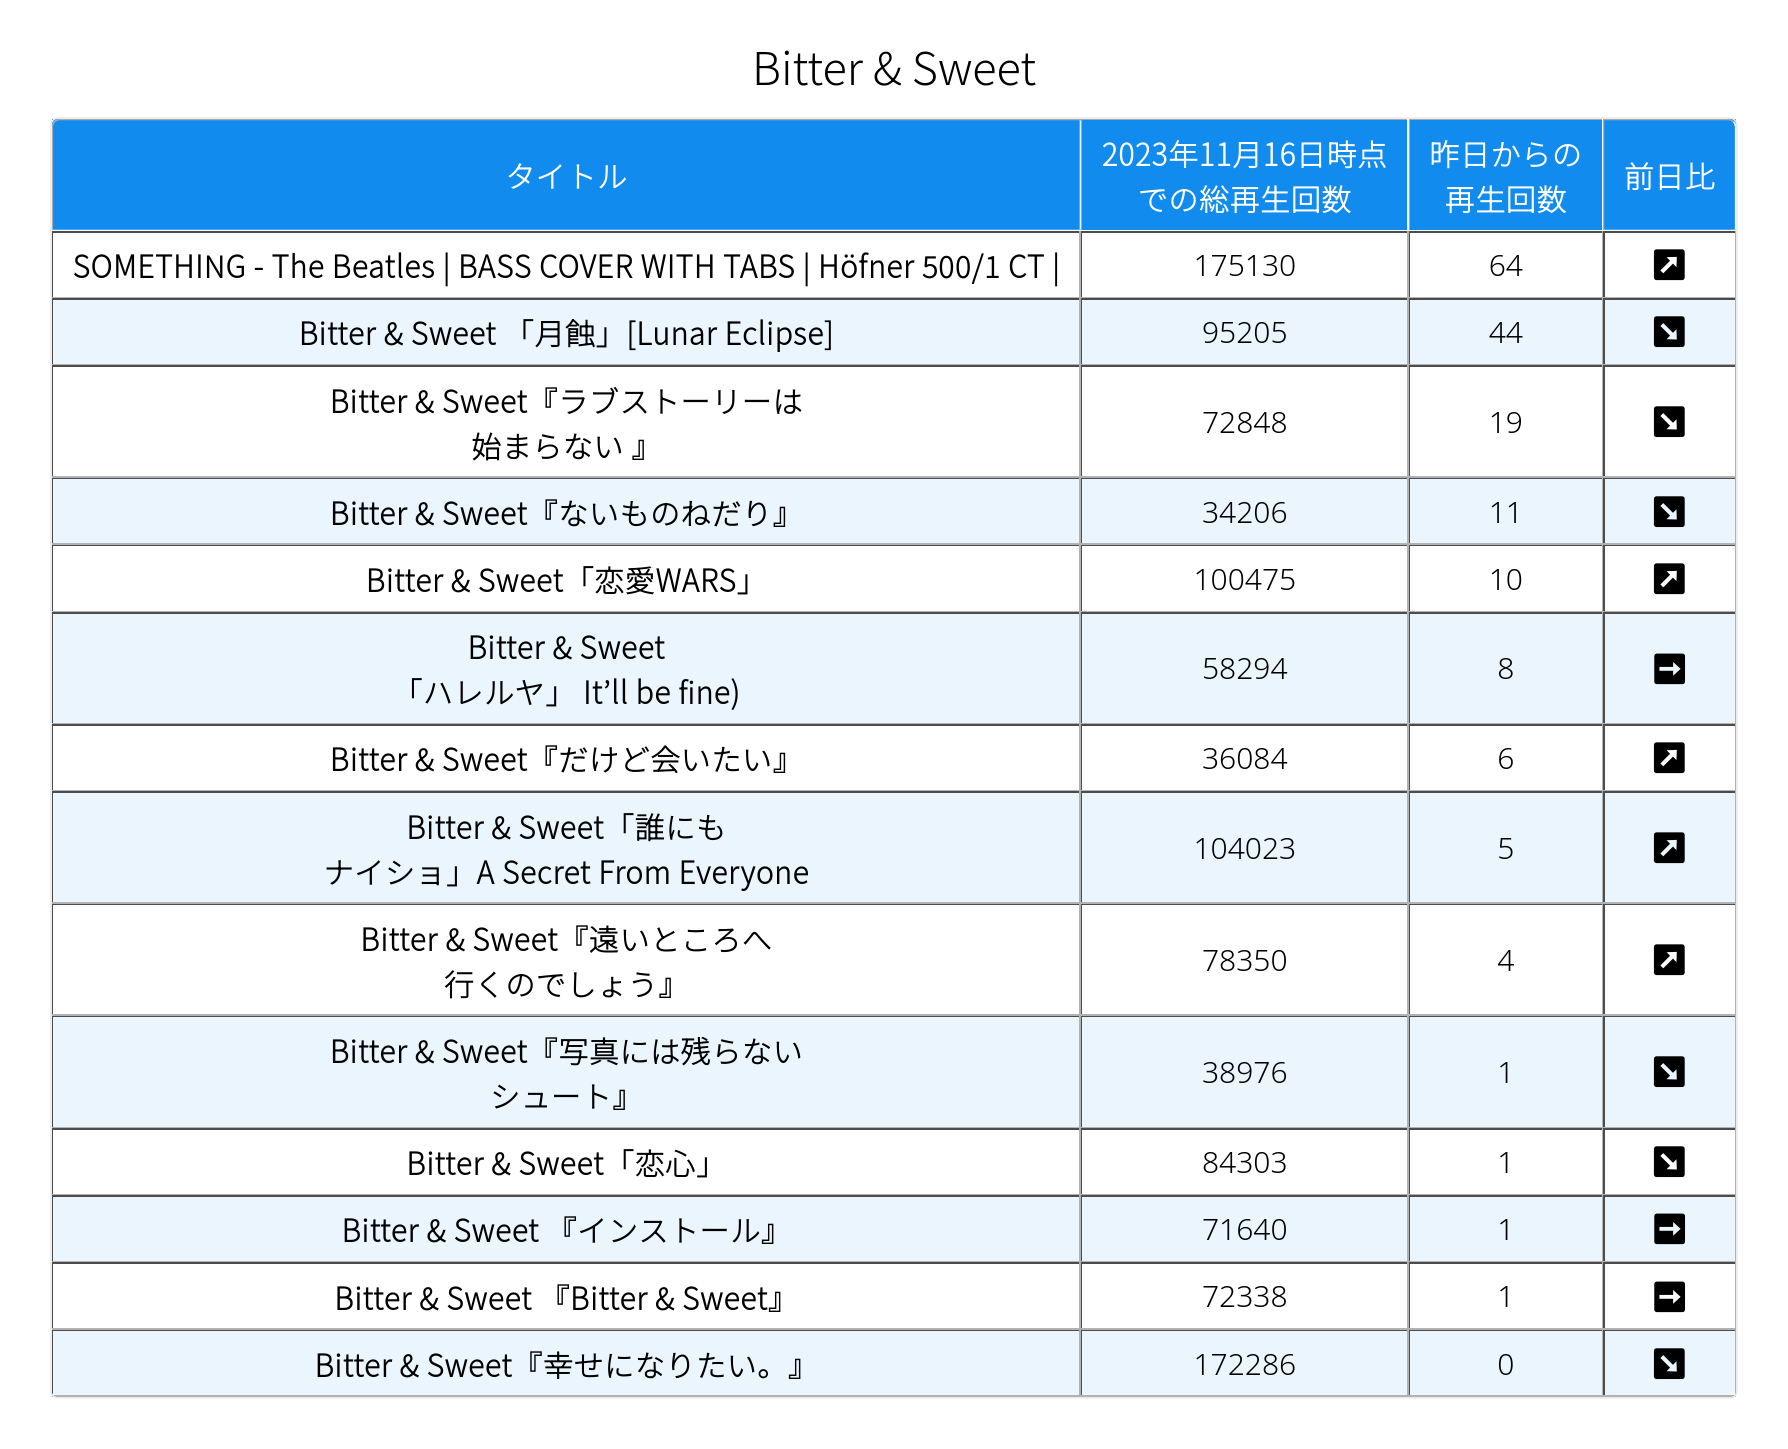 Bitter & Sweet
タイトル
2023年11月16日時点
での総再生回数
昨日からの
再生回数
前日比
SOMETHING - The Beatles | BASS COVER WITH TABS | Höfner 500/1 CT |
175130
64
Bitter & Sweet 「月蝕」[Lunar Eclipse]
95205
44
Bitter & Sweet『ラブストーリーは
始まらない 』
72848
19
Bitter & Sweet『ないものねだり』
34206
11
Bitter & Sweet「恋愛WARS」
100475
10
Bitter & Sweet
「ハレルヤ」 It’ll be fine)
58294
8
Bitter & Sweet『だけど会いたい』
36084
6
Bitter & Sweet「誰にも
ナイショ」A Secret From Everyone
104023
5
Bitter & Sweet『遠いところへ
行くのでしょう』
78350
4
Bitter & Sweet『写真には残らない
シュート』
38976
1
Bitter & Sweet「恋心」
84303
1
Bitter & Sweet 『インストール』
71640
1
Bitter & Sweet 『Bitter & Sweet』
72338
1
Bitter & Sweet『幸せになりたい。』
172286
0